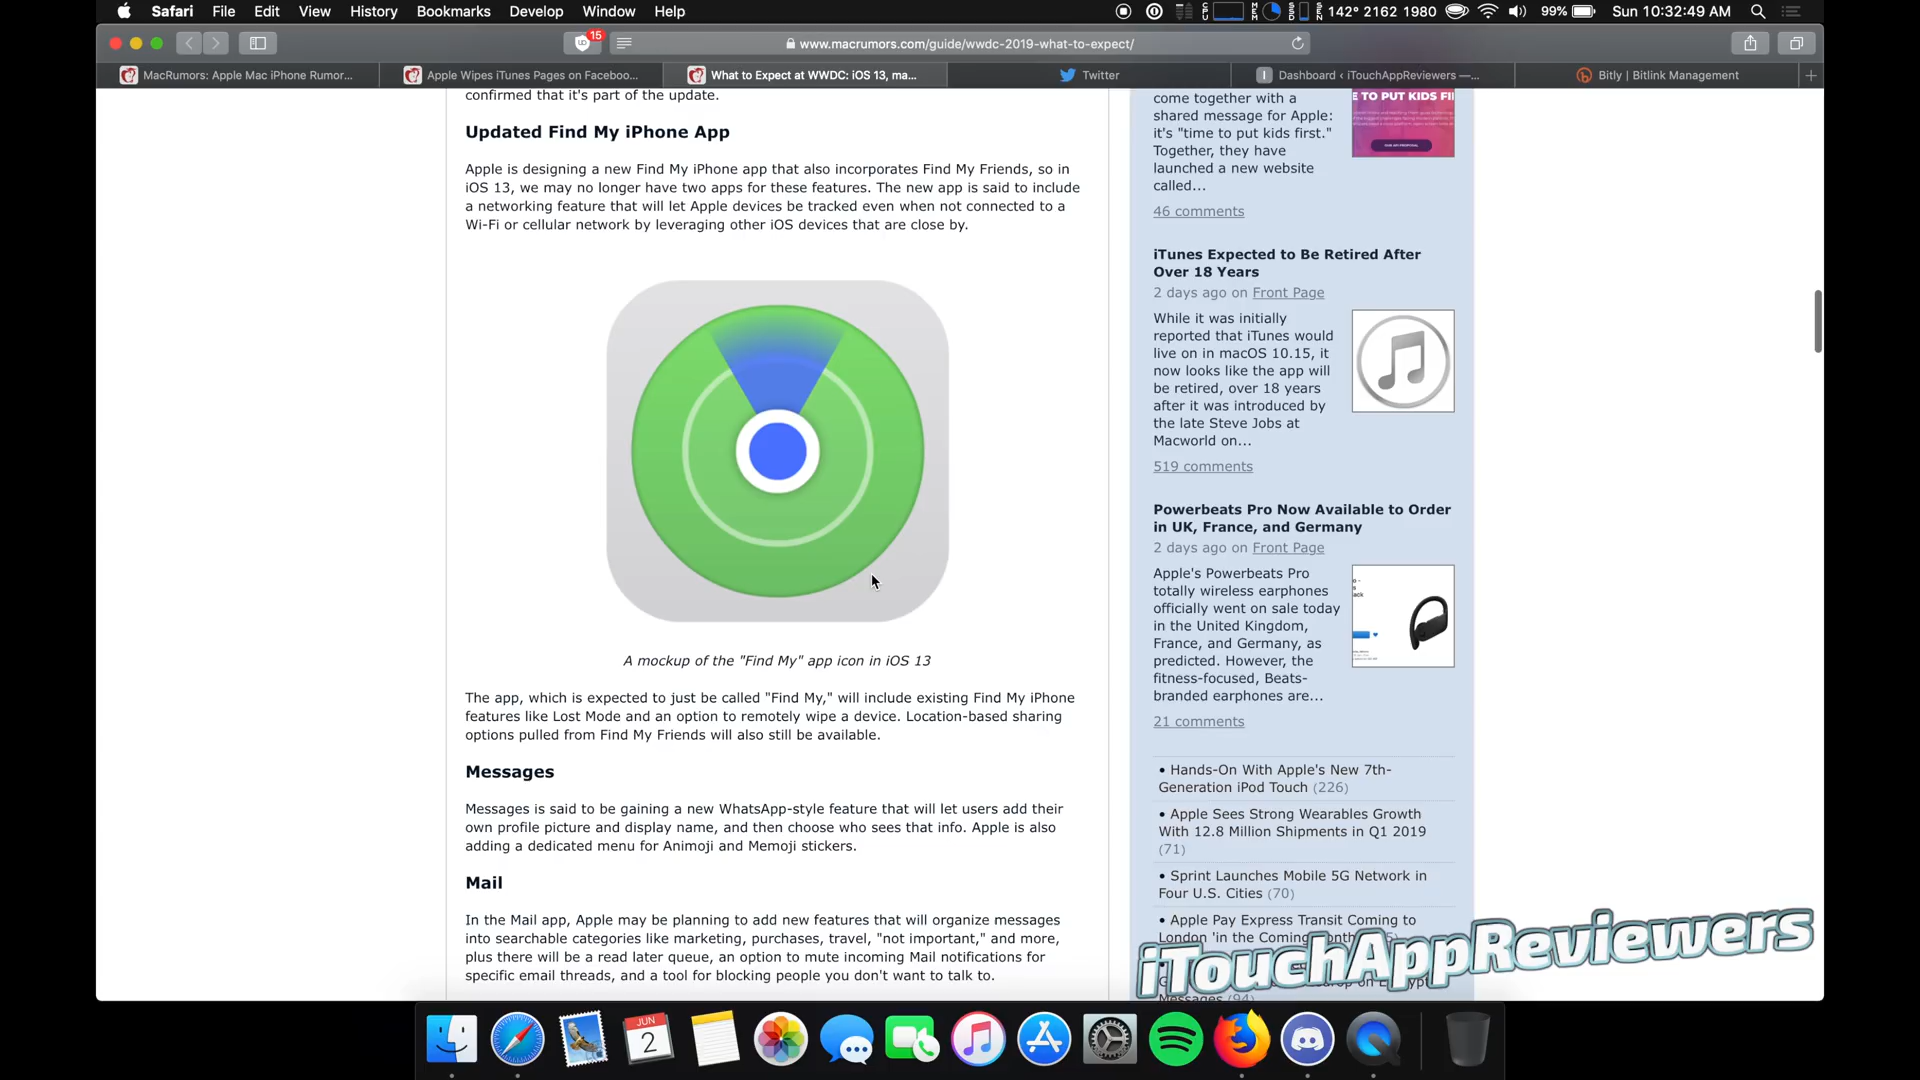 Safari File Edit View History Bookmarks Develop Window Help
142° 2162 1980 99% Sun 10:32:49 AM
15
www.macrumors.com/guide/wwdc-2019-what-to-expect/
MacRumors: Apple Mac iPhone Rumor...
Apple Wipes iTunes Pages on Faceboo...
What to Expect at WWDC: iOS 13, ma...
Twitter
Dashboard ‹ iTouchAppReviewers —...
Bitly | Bitlink Management
confirmed that it's part of the update.
Updated Find My iPhone App
Apple is designing a new Find My iPhone app that also incorporates Find My Friends, so in
iOS 13, we may no longer have two apps for these features. The new app is said to include
a networking feature that will let Apple devices be tracked even when not connected to a
Wi-Fi or cellular network by leveraging other iOS devices that are close by.
A mockup of the "Find My" app icon in iOS 13
The app, which is expected to just be called "Find My," will include existing Find My iPhone
features like Lost Mode and an option to remotely wipe a device. Location-based sharing
options pulled from Find My Friends will also still be available.
Messages
Messages is said to be gaining a new WhatsApp-style feature that will let users add their
own profile picture and display name, and then choose who sees that info. Apple is also
adding a dedicated menu for Animoji and Memoji stickers.
Mail
In the Mail app, Apple may be planning to add new features that will organize messages
into searchable categories like marketing, purchases, travel, "not important," and more,
plus there will be a read later queue, an option to mute incoming Mail notifications for
specific email threads, and a tool for blocking people you don't want to talk to.
come together with a
shared message for Apple:
it's "time to put kids first."
Together, they have
launched a new website
called...
E TO PUT KIDS FI
46 comments
iTunes Expected to Be Retired After
Over 18 Years
2 days ago on Front Page
While it was initially
reported that iTunes would
live on in macOS 10.15, it
now looks like the app will
be retired, over 18 years
after it was introduced by
the late Steve Jobs at
Macworld on...
519 comments
Powerbeats Pro Now Available to Order
in UK, France, and Germany
2 days ago on Front Page
Apple's Powerbeats Pro
totally wireless earphones
officially went on sale today
in the United Kingdom,
France, and Germany, as
predicted. However, the
fitness-focused, Beats-
branded earphones are...
21 comments
• Hands-On With Apple's New 7th-
Generation iPod Touch (226)
• Apple Sees Strong Wearables Growth
With 12.8 Million Shipments in Q1 2019
(71)
• Sprint Launches Mobile 5G Network in
Four U.S. Cities (70)
• Apple Pay Express Transit Coming to
London 'in the Coming
Messages (94)
iTouchAppReviewers
JUN
2